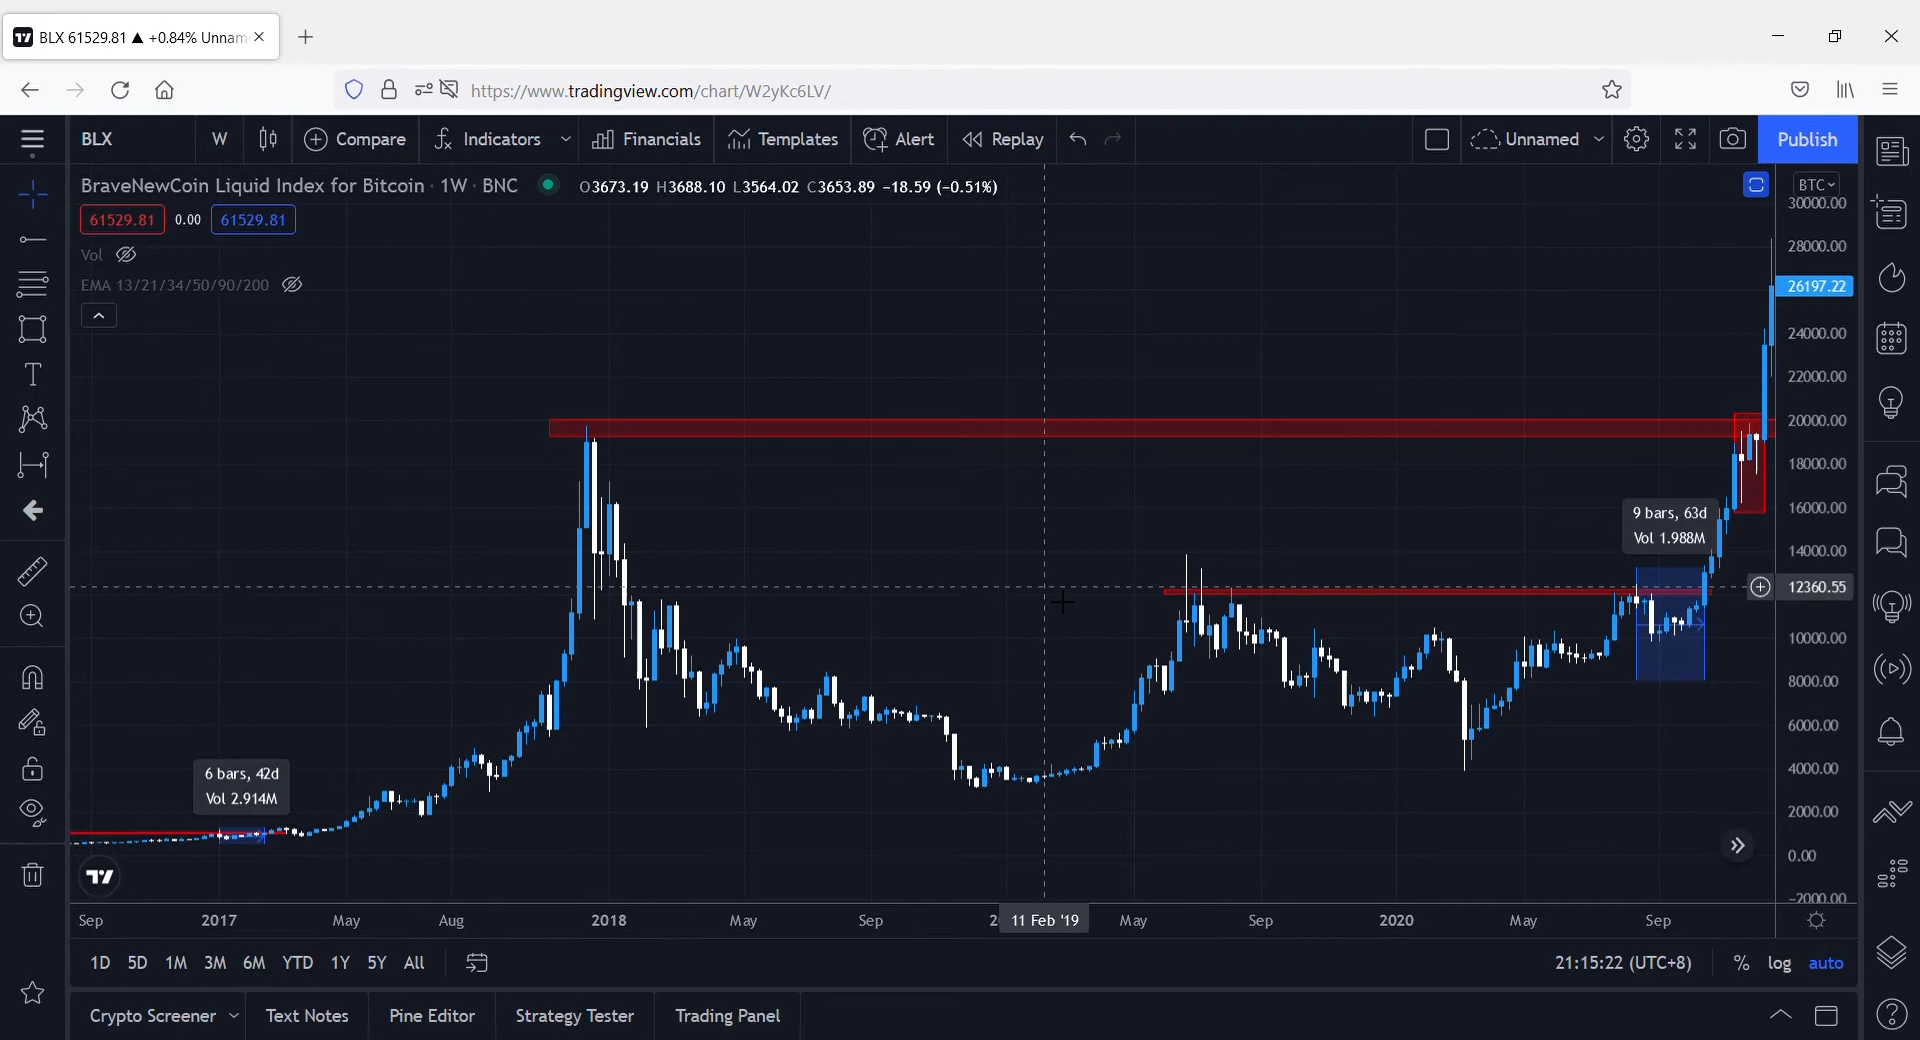 BLX 61529.81 ▲ +0.84% Unnam
https://www.tradingview.com/chart/W2yKc6LV/
BLX W Compare Indicators Financials Templates Alert Replay Unnamed Publish
BraveNewCoin Liquid Index for Bitcoin · 1W · BNC O3673.19 H3688.10 L3564.02 C3653.89 −18.59 (−0.51%)
BTC
61529.81 0.00 61529.81
Vol
EMA 13/21/34/50/90/200
30000.00
28000.00
26197.22
24000.00
22000.00
20000.00
18000.00
16000.00
14000.00
12360.55
10000.00
8000.00
6000.00
4000.00
2000.00
0.00
−2000.00
9 bars, 63d
Vol 1.988M
6 bars, 42d
Vol 2.914M
Sep 2017 May Aug 2018 May Sep 11 Feb '19 May Sep 2020 May Sep
1D 5D 1M 3M 6M YTD 1Y 5Y All 21:15:22 (UTC+8) % log auto
Crypto Screener Text Notes Pine Editor Strategy Tester Trading Panel